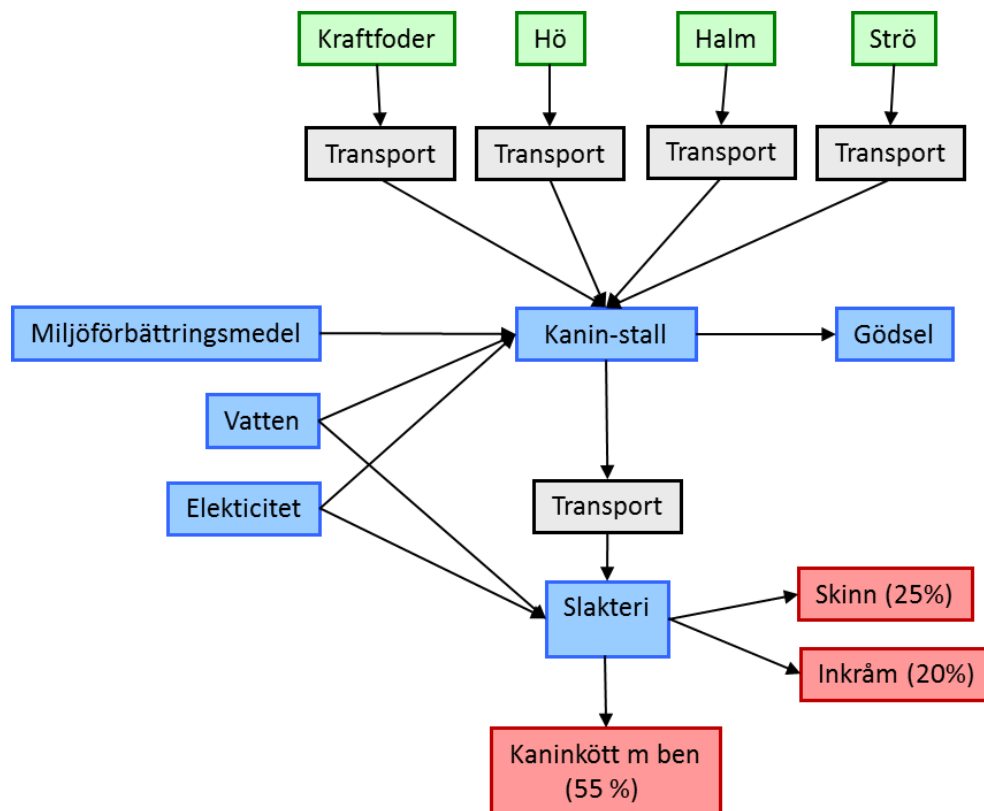 Kraftfoder
Hö
Halm
Strö
Transport
Transport
Transport
Transport
Miljöförbättringsmedel
Kanin-stall
Gödsel
Vatten
Elekticitet
Transport
Slakteri
Skinn (25%)
Inkråm (20%)
Kaninkött m ben
(55 %)